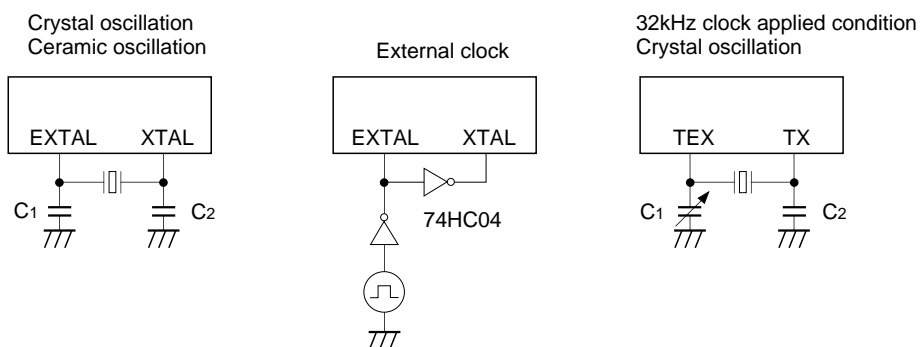 Crystal oscillation
Ceramic oscillation
EXTAL XTAL
C1
C2
External clock
EXTAL XTAL
74HC04
32kHz clock applied condition
Crystal oscillation
TEX TX
C1
C2